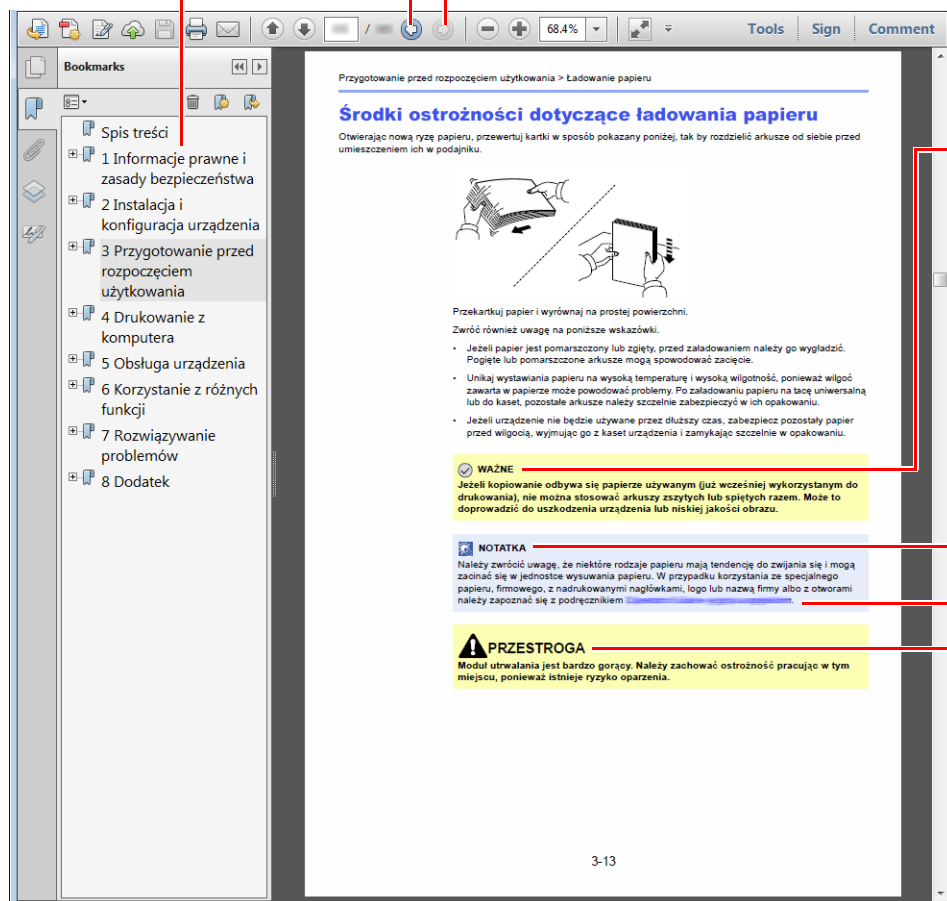 /
68.4%
Tools
Sign
Comment
Bookmarks
Spis treści
1 Informacje prawne i
zasady bezpieczeństwa
2 Instalacja i
konfiguracja urządzenia
3 Przygotowanie przed
rozpoczęciem
użytkowania
4 Drukowanie z
komputera
5 Obsługa urządzenia
6 Korzystanie z różnych
funkcji
7 Rozwiązywanie
problemów
8 Dodatek
Przygotowanie przed rozpoczęciem użytkowania > Ładowanie papieru
Środki ostrożności dotyczące ładowania papieru
Otwierając nową ryzę papieru, przewertuj kartki w sposób pokazany poniżej, tak by rozdzielić arkusze od siebie przed
umieszczeniem ich w podajniku.
Przekartkuj papier i wyrównaj na prostej powierzchni.
Zwróć również uwagę na poniższe wskazówki.
• Jeżeli papier jest pomarszczony lub zgięty, przed załadowaniem należy go wygładzić.
Pogięte lub pomarszczone arkusze mogą spowodować zacięcie.
• Unikaj wystawiania papieru na wysoką temperaturę i wysoką wilgotność, ponieważ wilgoć
zawarta w papierze może powodować problemy. Po załadowaniu papieru na tacę uniwersalną
lub do kaset, pozostałe arkusze należy szczelnie zabezpieczyć w ich opakowaniu.
• Jeżeli urządzenie nie będzie używane przez dłuższy czas, zabezpiecz pozostały papier
przed wilgocią, wyjmując go z kaset urządzenia i zamykając szczelnie w opakowaniu.
WAŻNE
Jeżeli kopiowanie odbywa się papierze używanym (już wcześniej wykorzystanym do
drukowania), nie można stosować arkuszy zszytych lub spiętych razem. Może to
doprowadzić do uszkodzenia urządzenia lub niskiej jakości obrazu.
NOTATKA
Należy zwrócić uwagę, że niektóre rodzaje papieru mają tendencję do zwijania się i mogą
zacinać się w jednostce wysuwania papieru. W przypadku korzystania ze specjalnego
papieru, firmowego, z nadrukowanymi nagłówkami, logo lub nazwą firmy albo z otworami
należy zapoznać się z podręcznikiem
PRZESTROGA
Moduł utrwalania jest bardzo gorący. Należy zachować ostrożność pracując w tym
miejscu, ponieważ istnieje ryzyko oparzenia.
3-13